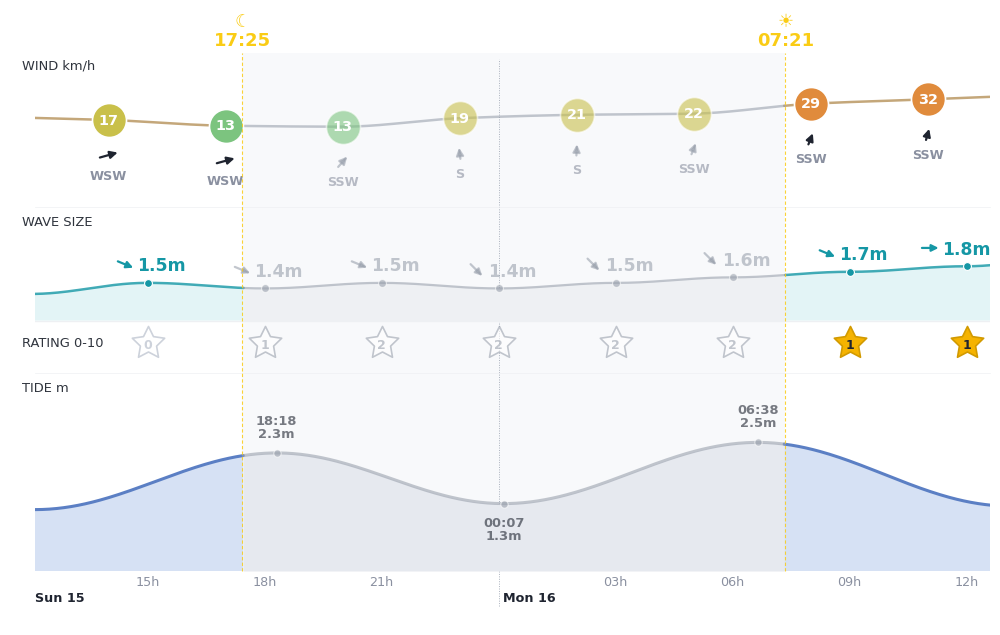 ☾ ☀
17:25 07:21
WIND km/h
17 13 13 19 21 22 29 32
WSW WSW SSW S S SSW SSW SSW
WAVE SIZE
1.5m 1.4m 1.5m 1.4m 1.5m 1.6m 1.7m 1.8m
RATING 0-10 0 1 2 2 2 2 1 1
TIDE m
18:18 06:38
2.3m 2.5m
00:07
1.3m
15h 18h 21h 03h 06h 09h 12h
Sun 15 Mon 16